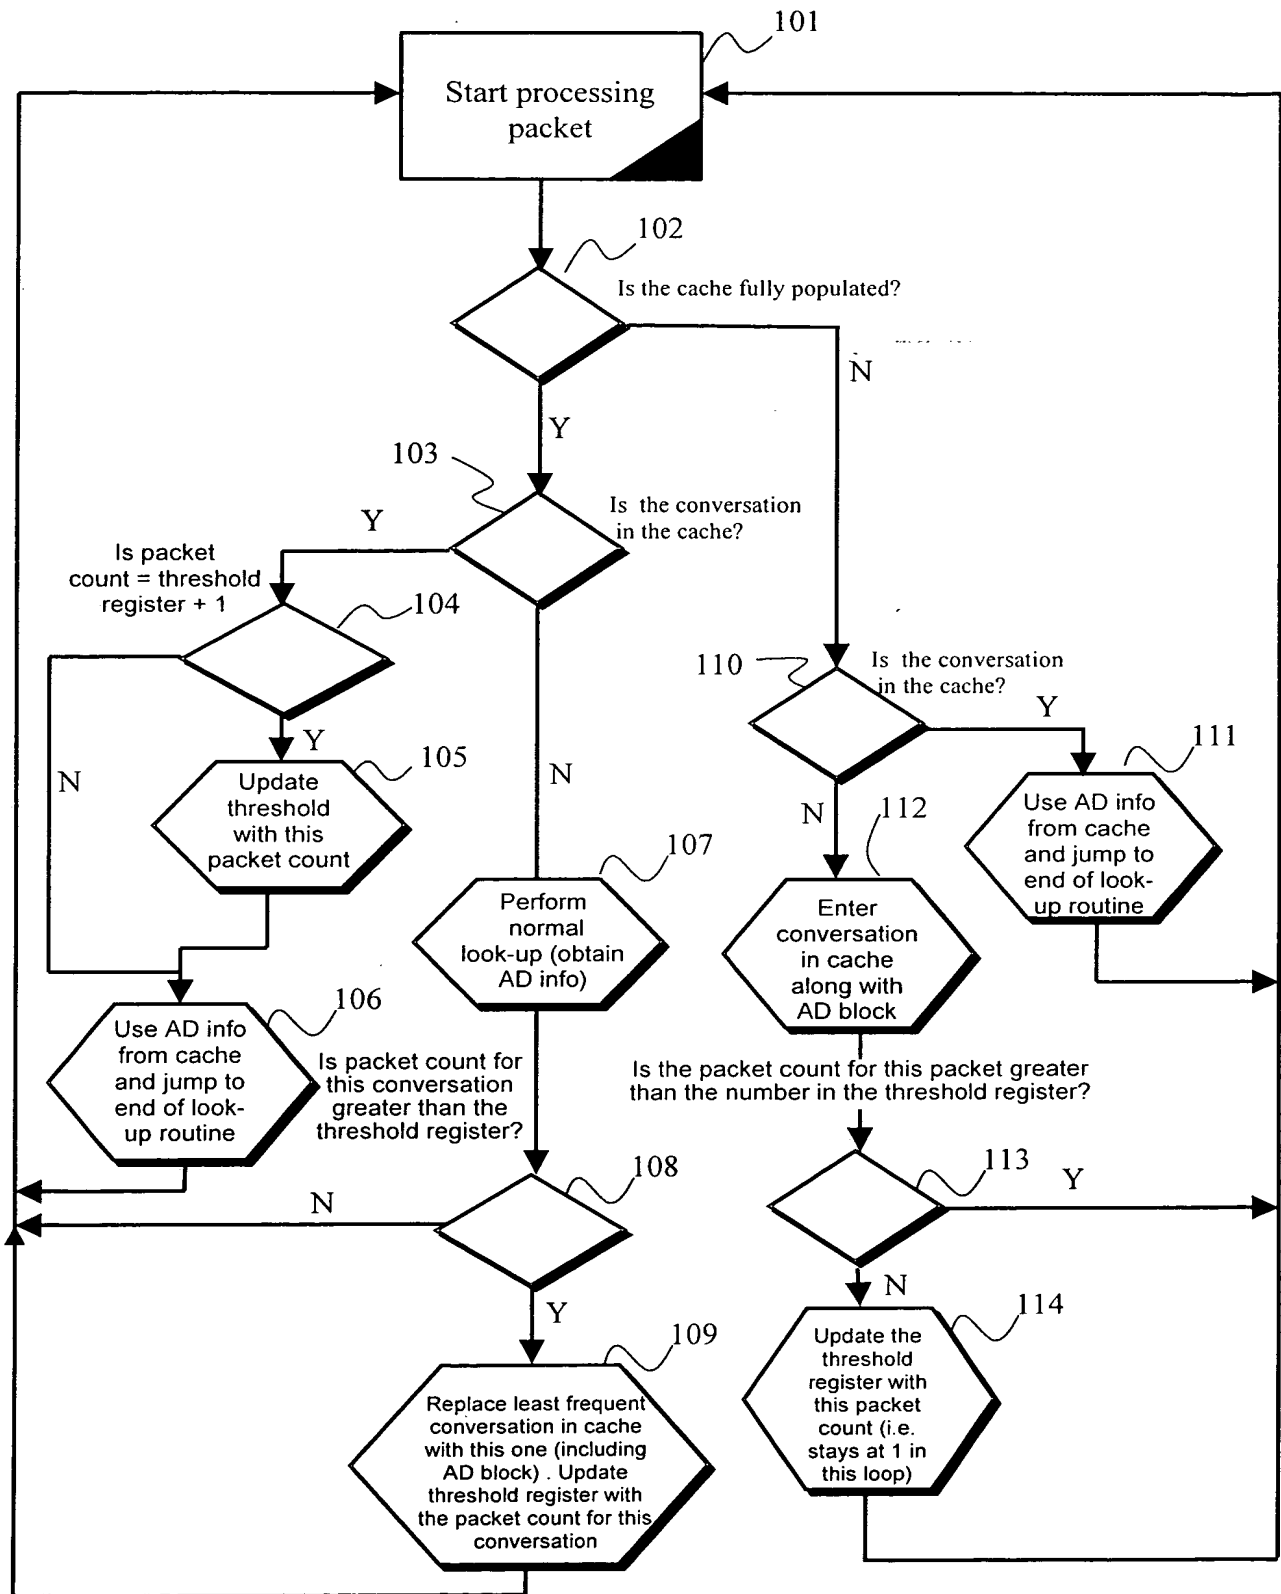 101
Start processing
packet
102
Is the cache fully populated?
N
Y
103
Is the conversation
in the cache?
Y
Is packet
count = threshold
register + 1
104
110
Is the conversation
in the cache?
Y
111
Y
105
N
N
N
112
Update
threshold
with this
packet count
Use AD info
from cache
and jump to
end of look-
up routine
107
Perform
normal
look-up (obtain
AD info)
Enter
conversation
in cache
along with
AD block
106
Use AD info
from cache
and jump to
end of look-
up routine
Is packet count for
this conversation
greater than the
threshold register?
Is the packet count for this packet greater
than the number in the threshold register?
108
113
Y
N
N
Y
114
109
Update the
threshold
register with
this packet
count (i.e.
stays at 1 in
this loop)
Replace least frequent
conversation in cache
with this one (including
AD block) . Update
threshold register with
the packet count for this
conversation